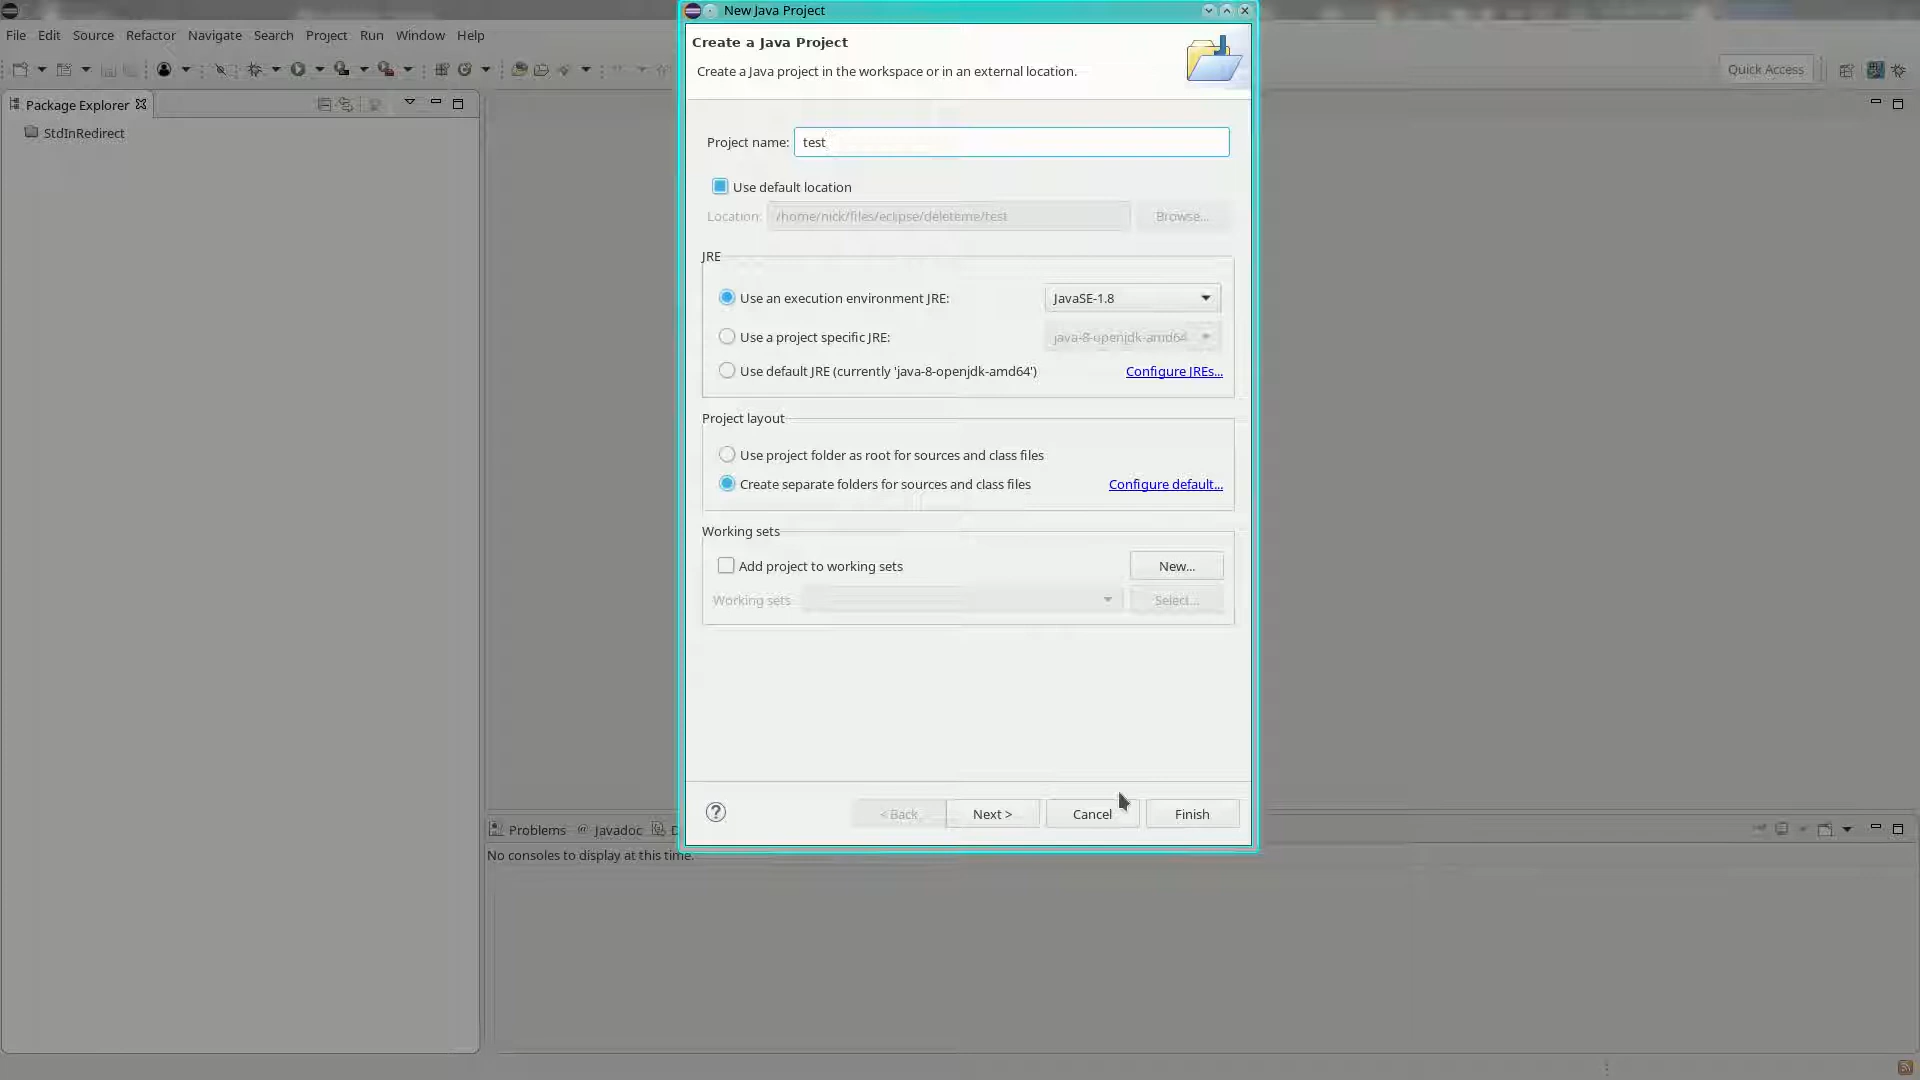 New Java Project
File Edit Source Refactor Navigate Search Project Run Window Help
Quick Access
Package Explorer
StdInRedirect
Create a Java Project
Create a Java project in the workspace or in an external location.
Project name: test
Use default location
Location: /home/nick/files/eclipse/deleteme/test Browse...
JRE
Use an execution environment JRE: JavaSE-1.8
Use a project specific JRE: java-8-openjdk-amd64
Use default JRE (currently 'java-8-openjdk-amd64') Configure JREs...
Project layout
Use project folder as root for sources and class files
Create separate folders for sources and class files Configure default...
Working sets
Add project to working sets New...
Working sets Select...
? < Back Next > Cancel Finish
Problems @ Javadoc D
No consoles to display at this time.